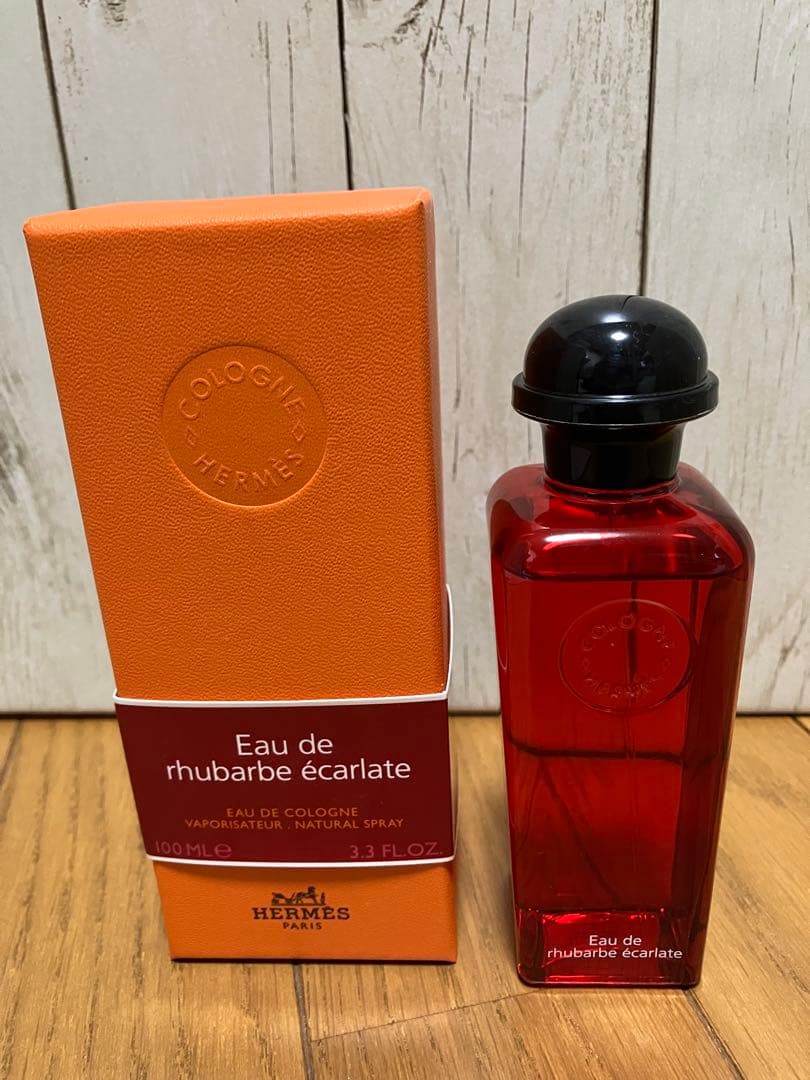 COLOGNE
HERMÈS
Eau de
rhubarbe écarlate
EAU DE COLOGNE
VAPORISATEUR . NATURAL SPRAY
100 ML e 3.3 FL.OZ.
HERMÈS
PARIS
COLOGNE
HERMÈS
Eau de
rhubarbe écarlate